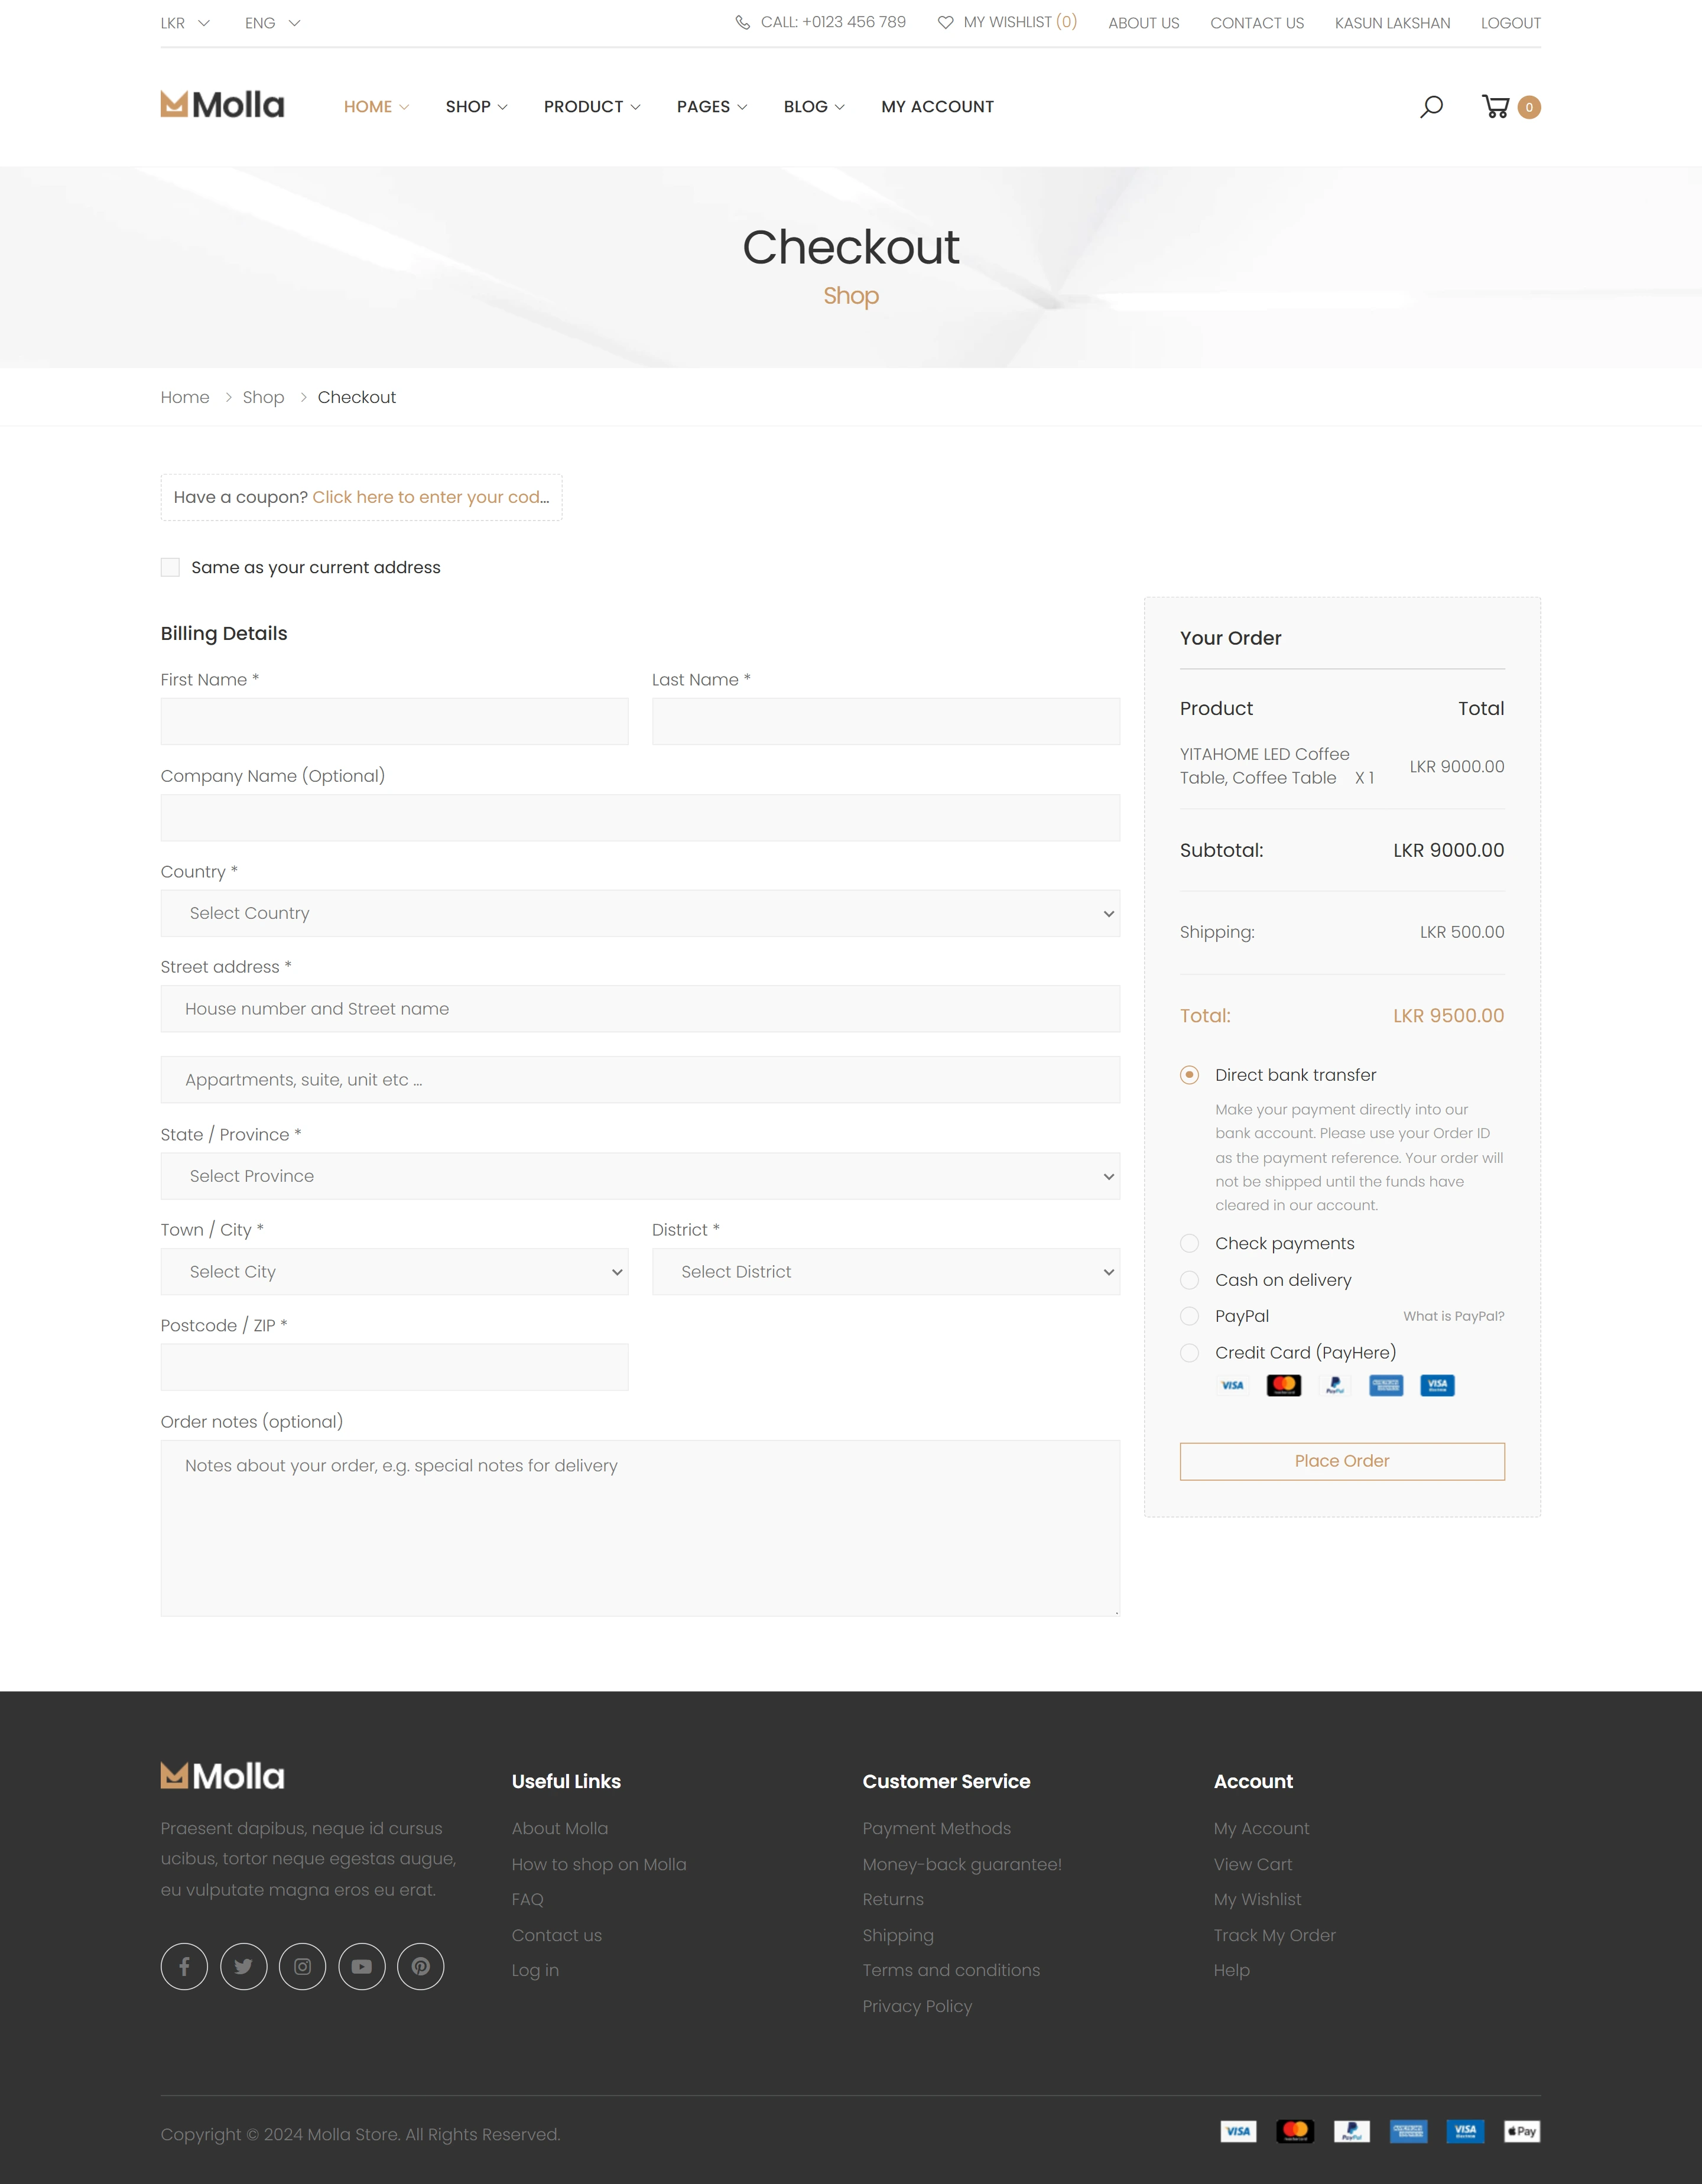 LKR ENG CALL: +0123 456 789 MY WISHLIST (0) ABOUT US CONTACT US KASUN LAKSHAN LOGOUT
Molla HOME SHOP PRODUCT PAGES BLOG MY ACCOUNT 0
Checkout
Shop
Home > Shop > Checkout
Have a coupon? Click here to enter your cod...
Same as your current address
Billing Details
First Name * Last Name *
Company Name (Optional)
Country *
Select Country
Street address *
House number and Street name
Appartments, suite, unit etc ...
State / Province *
Select Province
Town / City * District *
Select City Select District
Postcode / ZIP *
Order notes (optional)
Notes about your order, e.g. special notes for delivery
Your Order
Product Total
YITAHOME LED Coffee
Table, Coffee Table X 1 LKR 9000.00
Subtotal: LKR 9000.00
Shipping: LKR 500.00
Total: LKR 9500.00
Direct bank transfer
Make your payment directly into our
bank account. Please use your Order ID
as the payment reference. Your order will
not be shipped until the funds have
cleared in our account.
Check payments
Cash on delivery
PayPal What is PayPal?
Credit Card (PayHere)
VISA PayPal VISA
Place Order
Molla
Praesent dapibus, neque id cursus
ucibus, tortor neque egestas augue,
eu vulputate magna eros eu erat.
Useful Links
About Molla
How to shop on Molla
FAQ
Contact us
Log in
Customer Service
Payment Methods
Money-back guarantee!
Returns
Shipping
Terms and conditions
Privacy Policy
Account
My Account
View Cart
My Wishlist
Track My Order
Help
Copyright © 2024 Molla Store. All Rights Reserved.
VISA PayPal VISA Pay